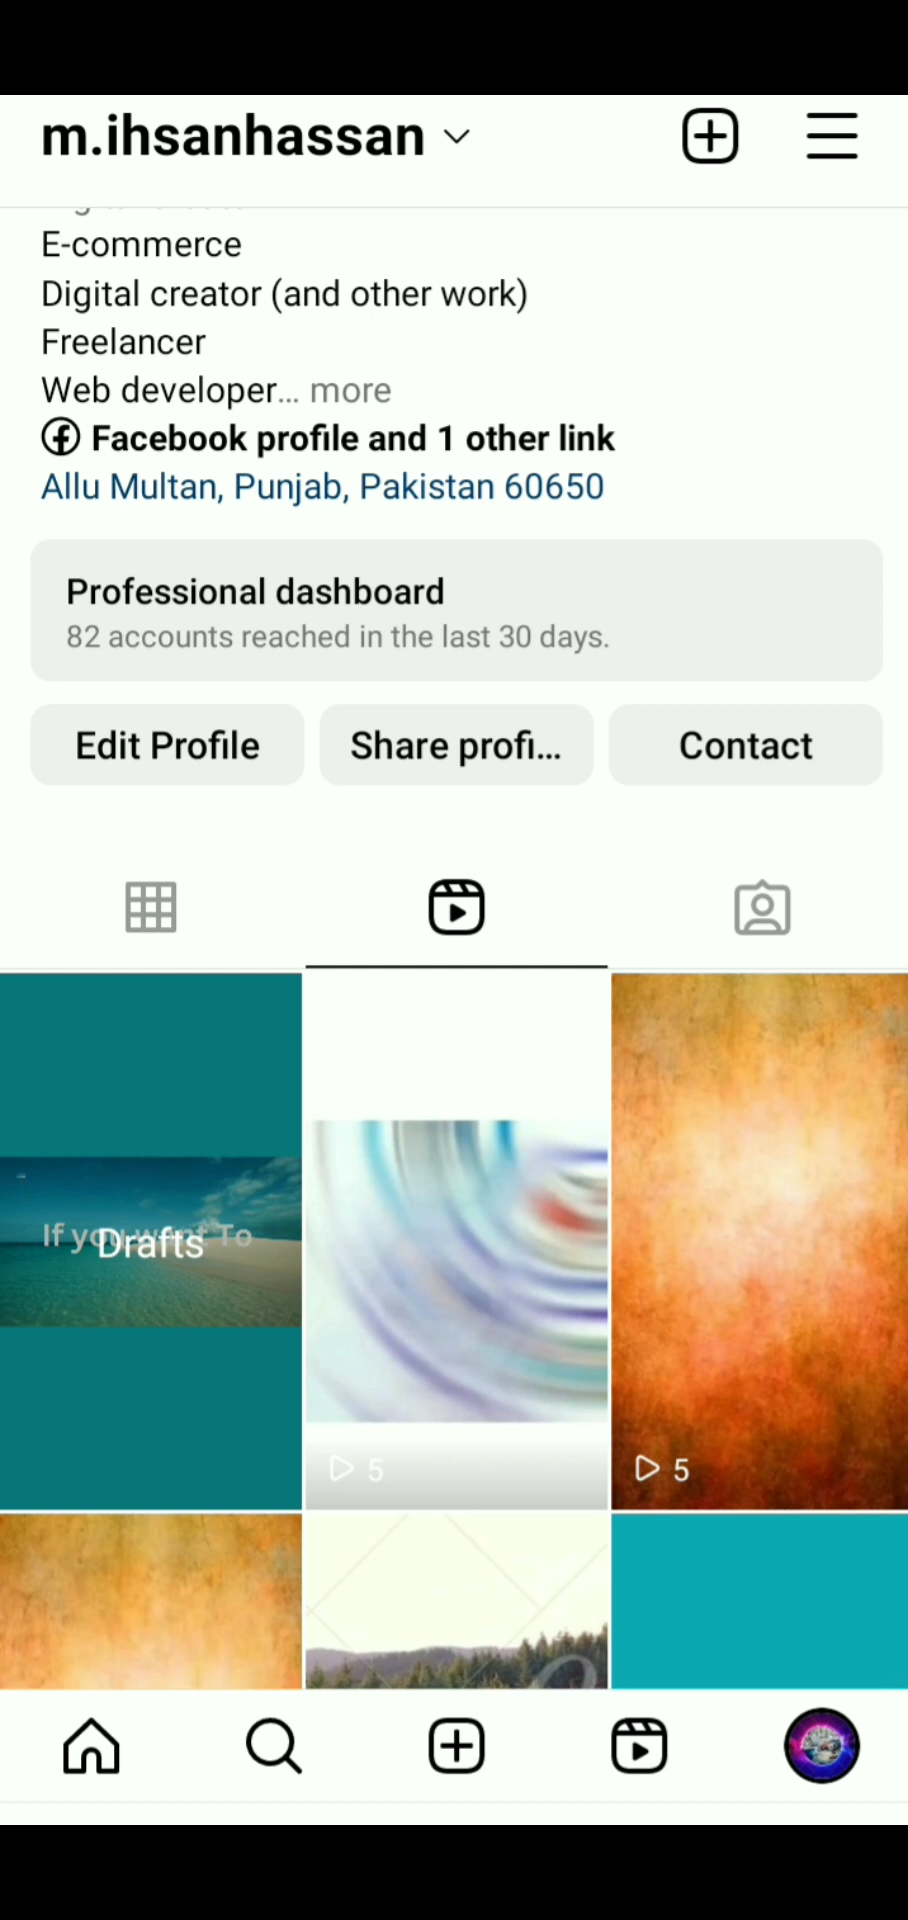 m.ihsanhassan
E-commerce
Digital creator (and other work)
Freelancer
Web developer... more
Facebook profile and 1 other link
Allu Multan, Punjab, Pakistan 60650
Professional dashboard
82 accounts reached in the last 30 days.
Edit Profile
Share profi...
Contact
If you want To
Drafts
5
5